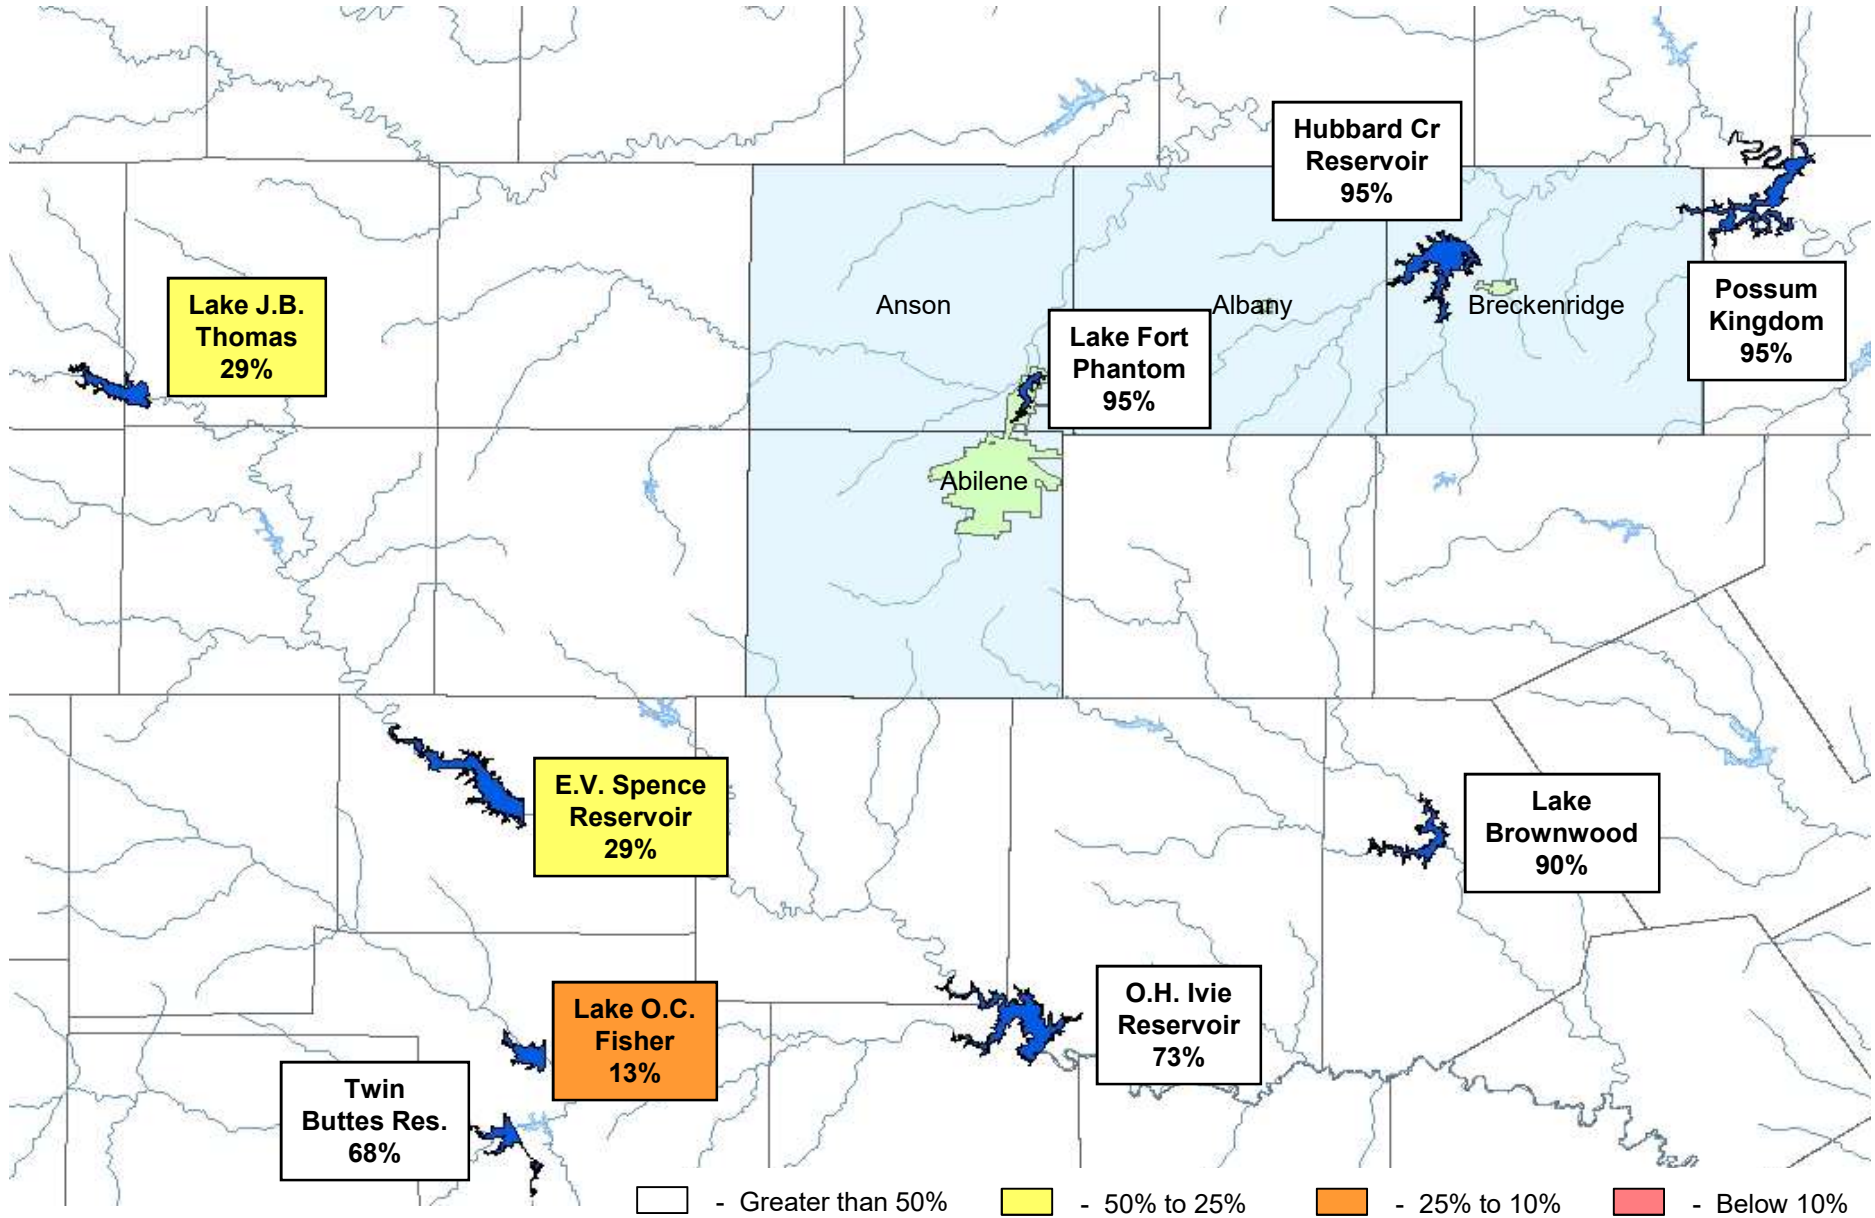 Hubbard Cr
Reservoir
95%
Lake J.B.
Thomas
29%
Anson
Albany
Breckenridge
Possum
Kingdom
95%
Lake Fort
Phantom
95%
Abilene
E.V. Spence
Reservoir
29%
Lake
Brownwood
90%
Lake O.C.
Fisher
13%
O.H. Ivie
Reservoir
73%
Twin
Buttes Res.
68%
- Greater than 50%
- 50% to 25%
- 25% to 10%
- Below 10%